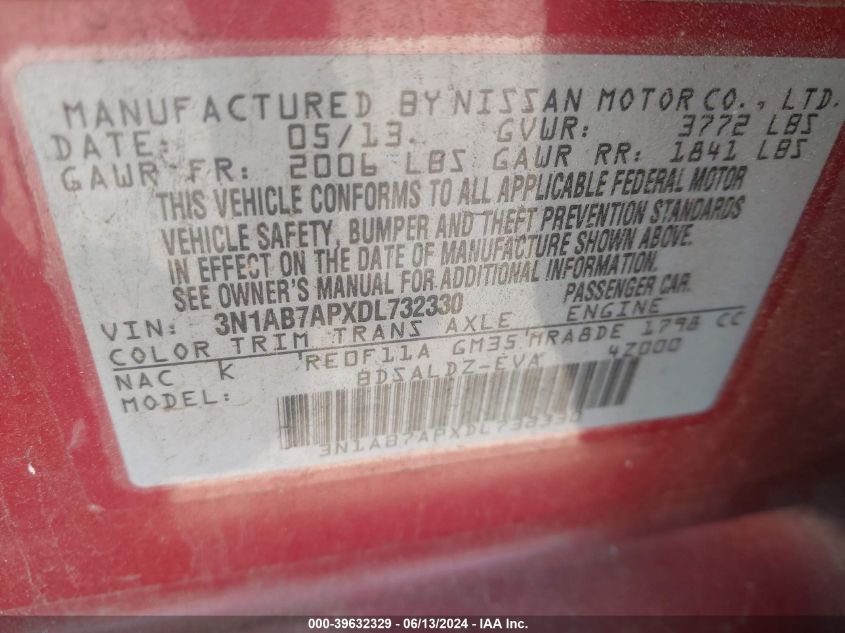 MANUFACTURED BY NISSAN MOTOR CO., LTD.
DATE: 05/13 GVWR: 3772 LBS
GAWR FR: 2006 LBS GAWR RR: 1841 LBS
THIS VEHICLE CONFORMS TO ALL APPLICABLE FEDERAL MOTOR
VEHICLE SAFETY, BUMPER AND THEFT PREVENTION STANDARDS
IN EFFECT ON THE DATE OF MANUFACTURE SHOWN ABOVE.
SEE OWNER'S MANUAL FOR ADDITIONAL INFORMATION.
VIN: 3N1AB7APXDL732330 PASSENGER CAR
COLOR TRIM TRANS AXLE ENGINE
NAC K RE0F11A GM35 MRA8DE 1798 CC
MODEL: BDSALDZ-EVA 4Z000
3N1AB7APXDL732330
000-39632329 - 06/13/2024 - IAA Inc.